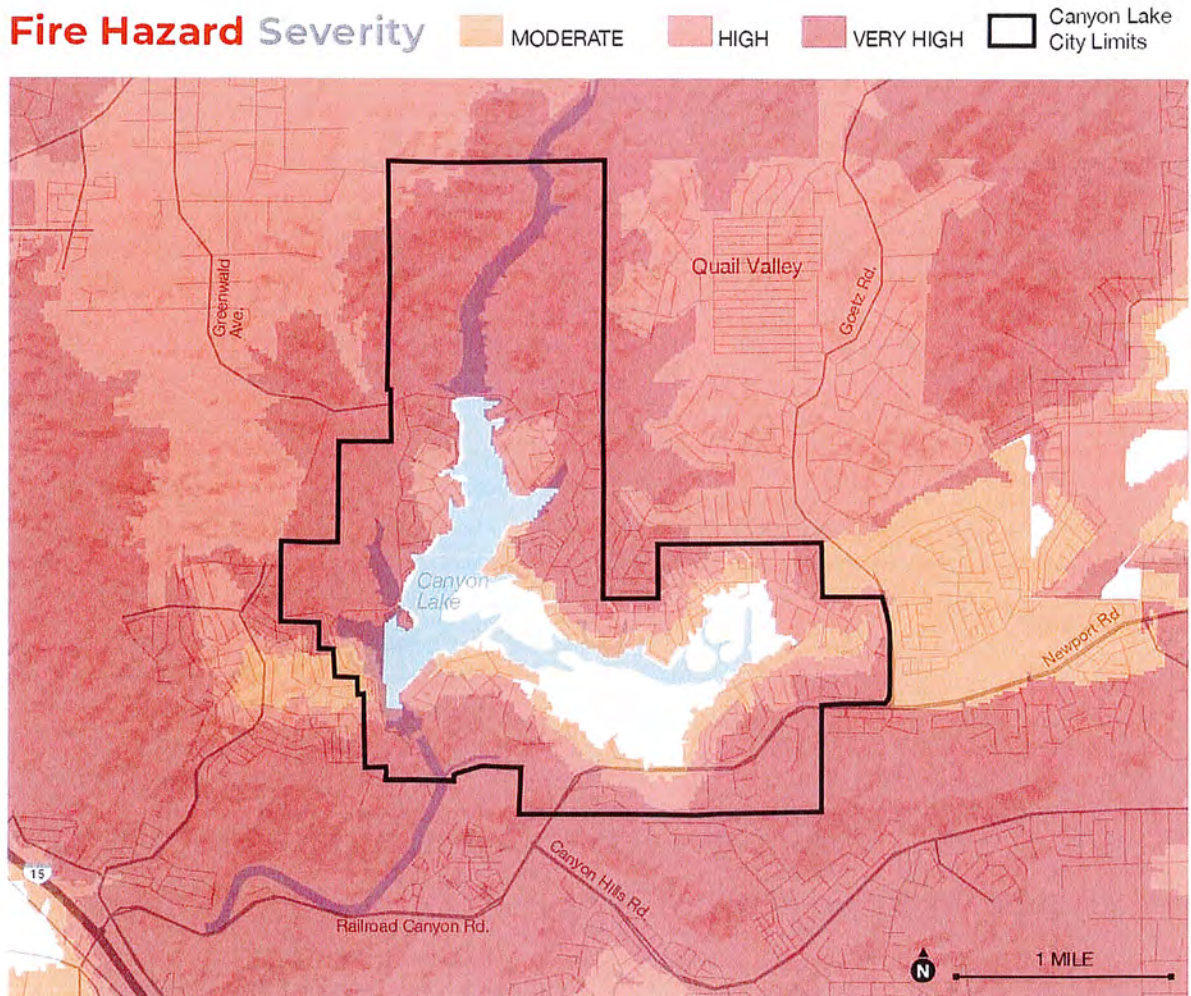 Fire Hazard Severity
MODERATE
HIGH
VERY HIGH
Canyon Lake
City Limits
Greenwald
Ave.
Quail Valley
Goetz Rd.
Canyon
Lake
Newport Rd
15
Canyon Hills Rd.
Railroad Canyon Rd.
N
1 MILE